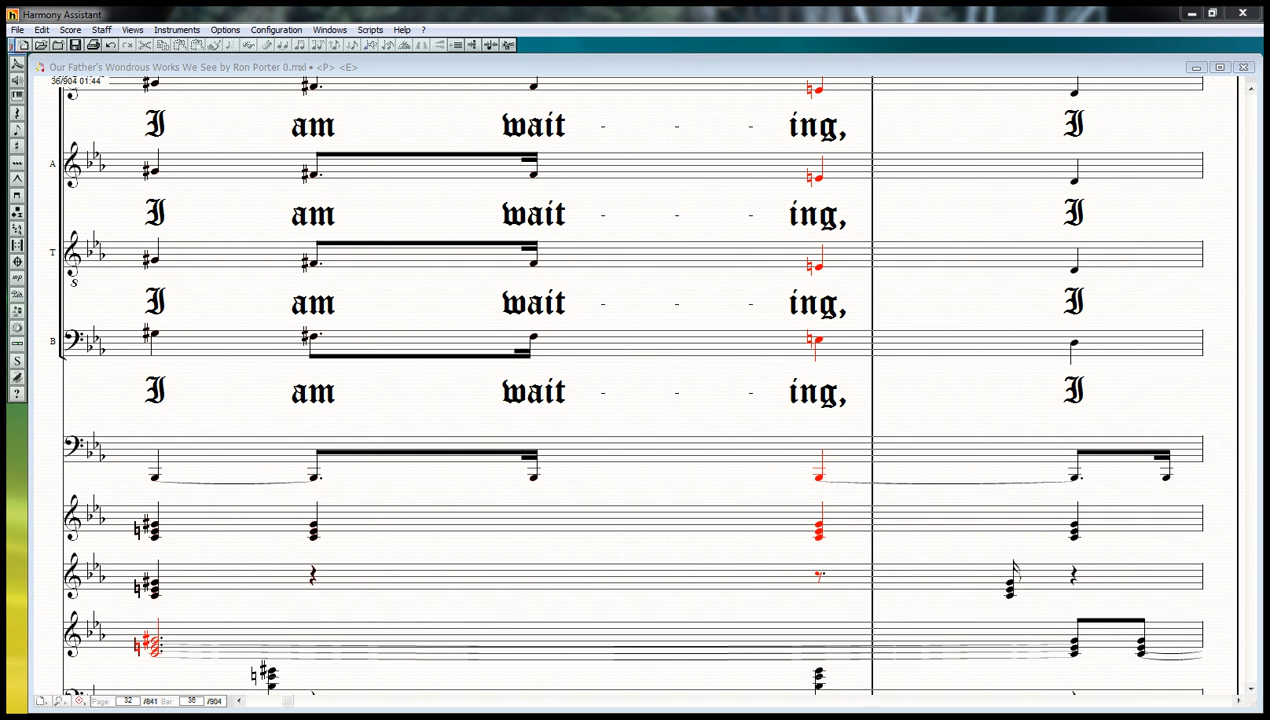 Harmony Assistant
File Edit Score Staff Views Instruments Options Configuration Windows Scripts Help ?
Our Father's Wondrous Works We See by Ron Porter 0.mxl • <P> <E>
36/904 01:44
I am wait - - - ing, I
A
I am wait - - - ing, I
T
I am wait - - - ing, I
B
I am wait - - - ing, I
Page: 32 /841 Bar: 36 /904